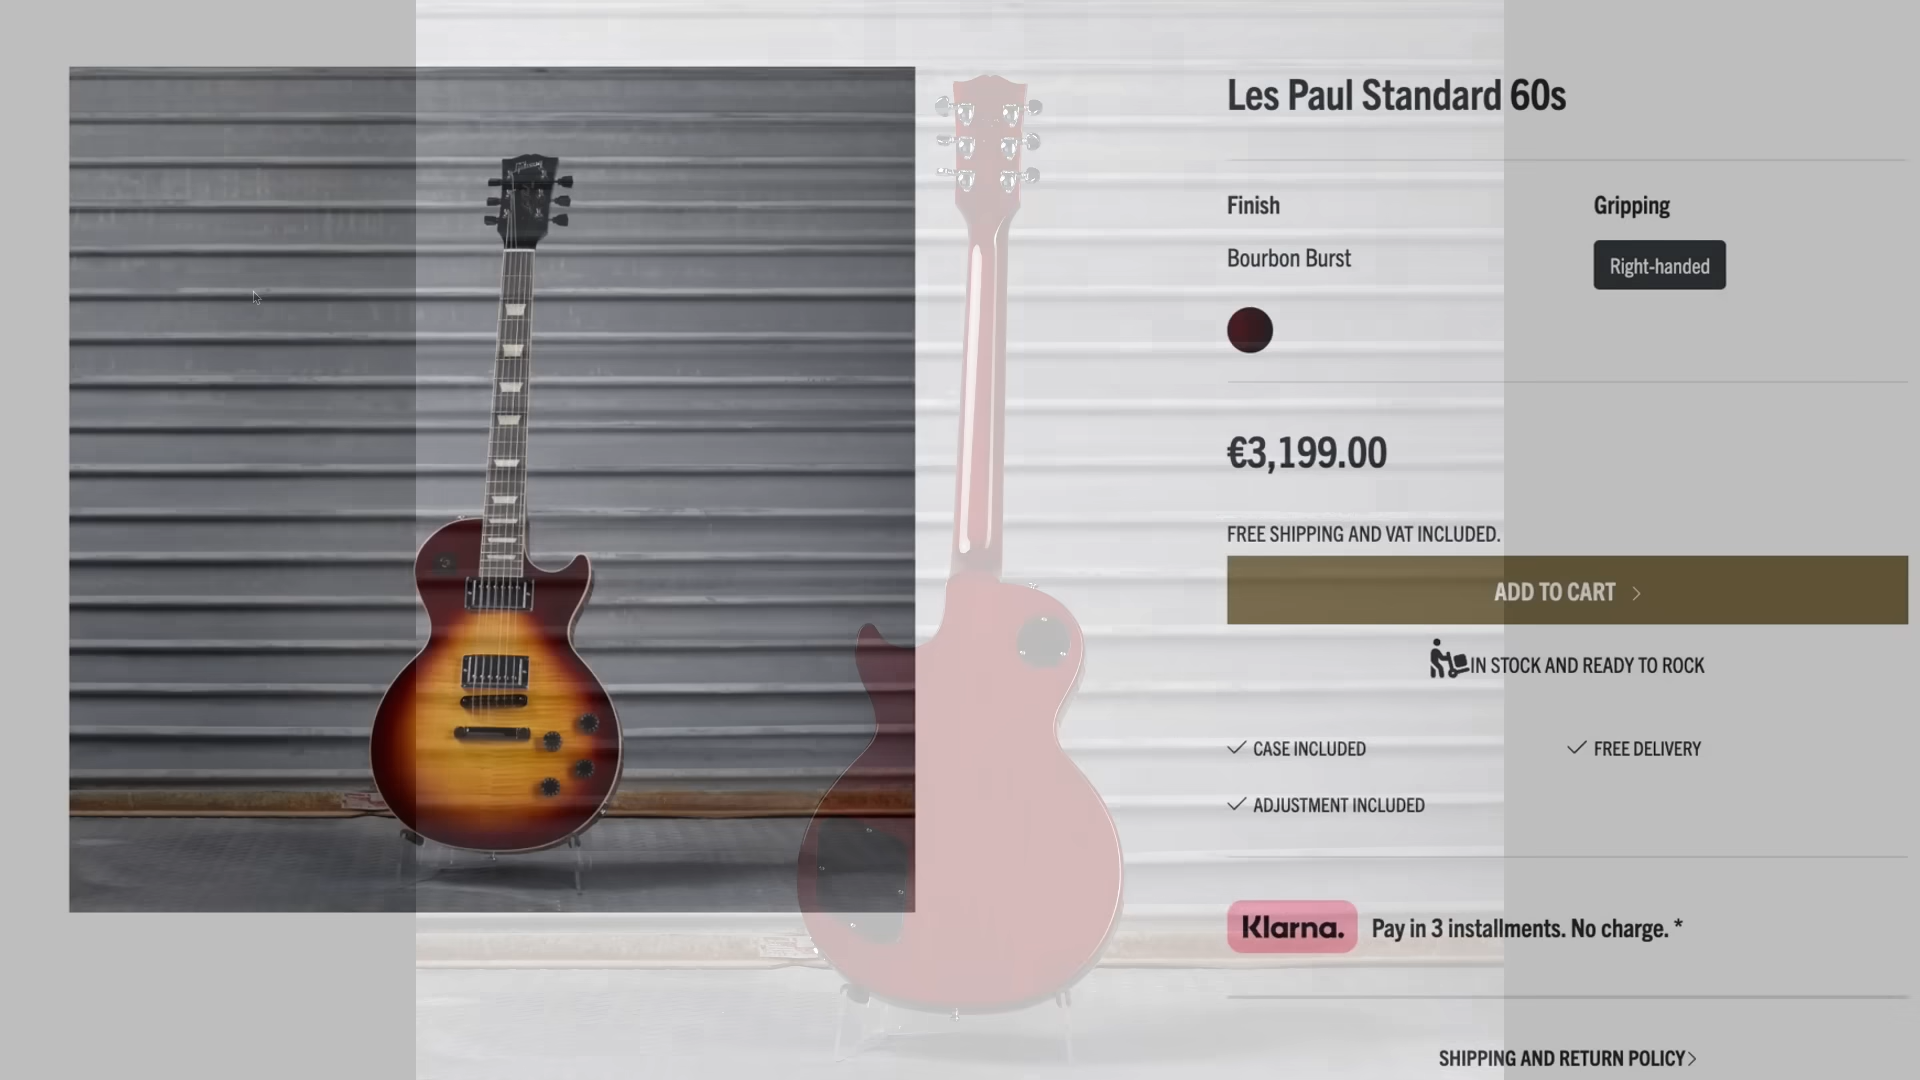 Gibson
Les Paul Standard 60s
Finish
Gripping
Bourbon Burst
Right-handed
€3,199.00
FREE SHIPPING AND VAT INCLUDED.
ADD TO CART
IN STOCK AND READY TO ROCK
CASE INCLUDED
FREE DELIVERY
ADJUSTMENT INCLUDED
Klarna. Pay in 3 installments. No charge. *
SHIPPING AND RETURN POLICY